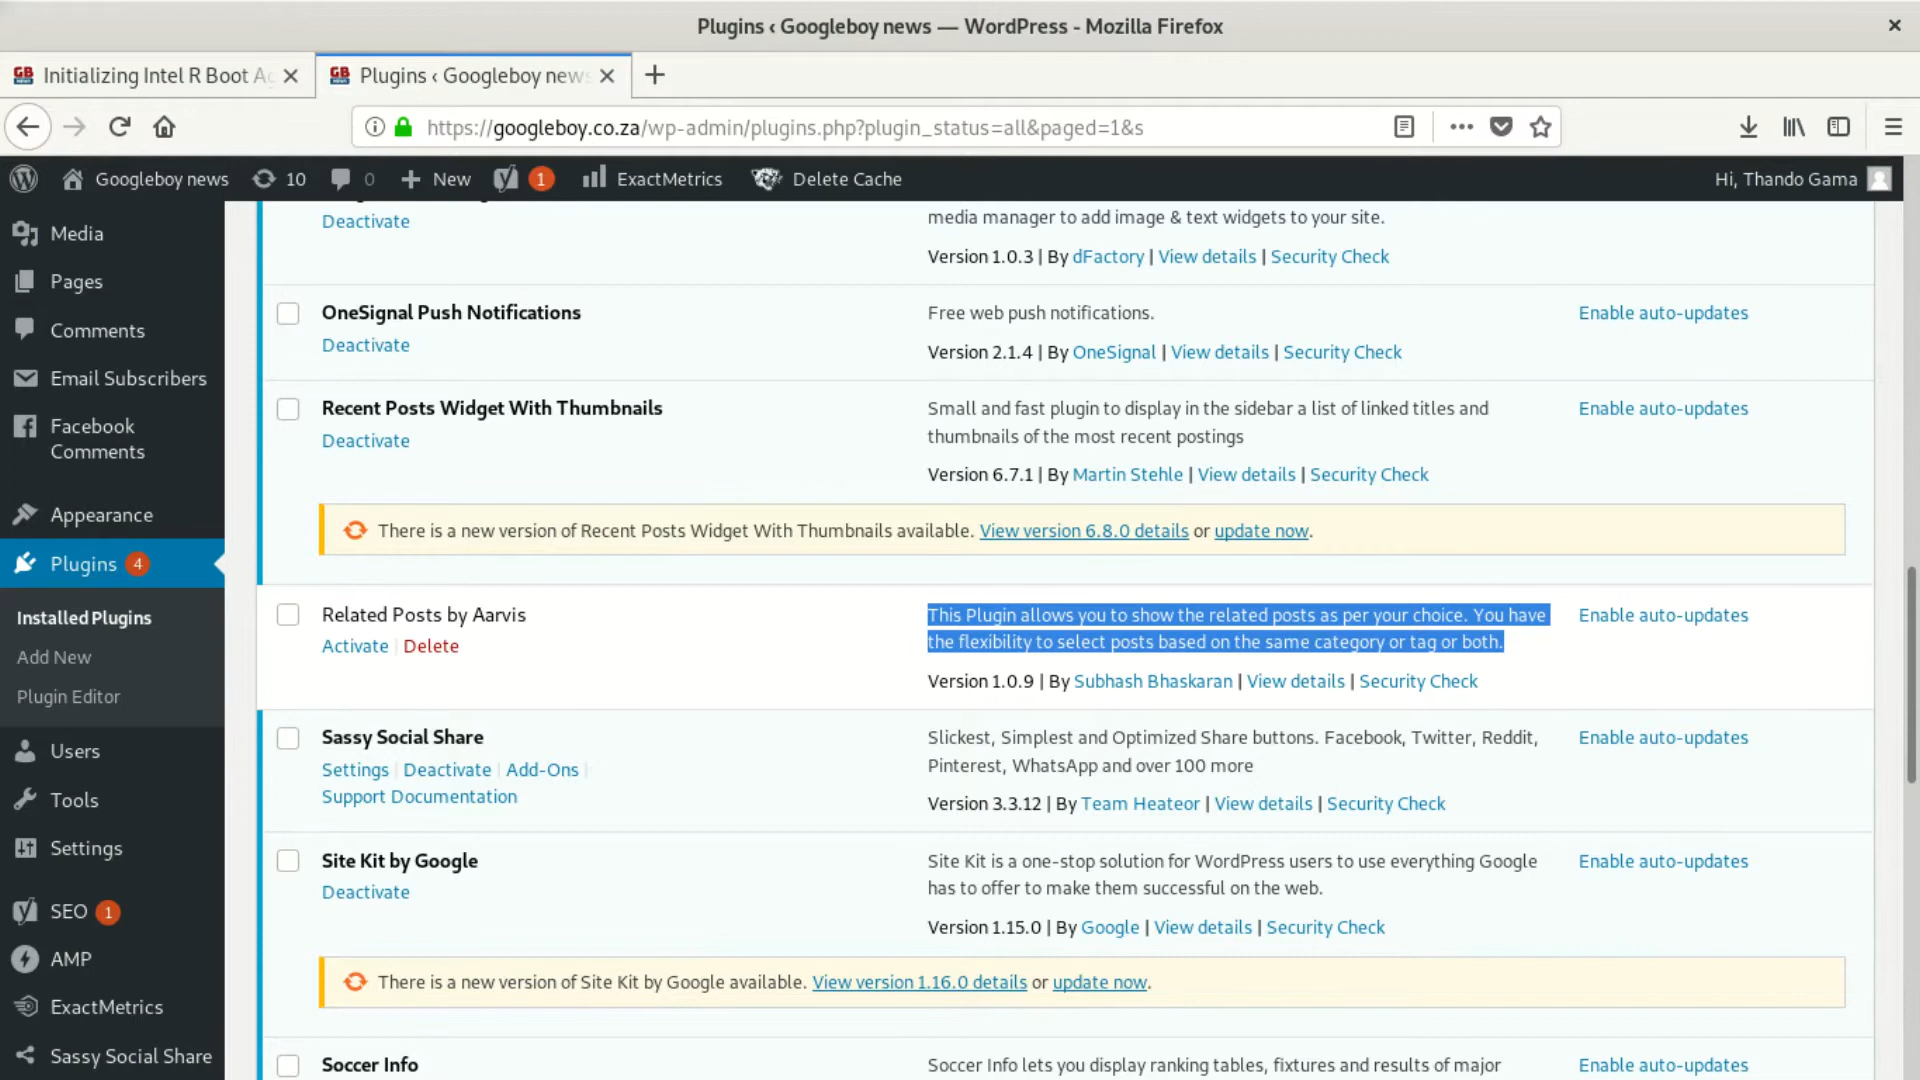 Plugins ‹ Googleboy news — WordPress - Mozilla Firefox
Initializing Intel R Boot Ag
Plugins ‹ Googleboy news
https://googleboy.co.za/wp-admin/plugins.php?plugin_status=all&paged=1&s
Googleboy news
10
0
New
1
ExactMetrics
Delete Cache
Hi, Thando Gama
Media
Pages
Comments
Email Subscribers
Facebook
Comments
Appearance
Plugins 4
Installed Plugins
Add New
Plugin Editor
Users
Tools
Settings
SEO 1
AMP
ExactMetrics
Sassy Social Share
Deactivate
media manager to add image & text widgets to your site.
Version 1.0.3 | By dFactory | View details | Security Check
OneSignal Push Notifications
Deactivate
Free web push notifications.
Version 2.1.4 | By OneSignal | View details | Security Check
Enable auto-updates
Recent Posts Widget With Thumbnails
Deactivate
Small and fast plugin to display in the sidebar a list of linked titles and
thumbnails of the most recent postings
Version 6.7.1 | By Martin Stehle | View details | Security Check
Enable auto-updates
There is a new version of Recent Posts Widget With Thumbnails available. View version 6.8.0 details or update now.
Related Posts by Aarvis
Activate | Delete
This Plugin allows you to show the related posts as per your choice. You have
the flexibility to select posts based on the same category or tag or both.
Version 1.0.9 | By Subhash Bhaskaran | View details | Security Check
Enable auto-updates
Sassy Social Share
Settings | Deactivate | Add-Ons |
Support Documentation
Slickest, Simplest and Optimized Share buttons. Facebook, Twitter, Reddit,
Pinterest, WhatsApp and over 100 more
Version 3.3.12 | By Team Heateor | View details | Security Check
Enable auto-updates
Site Kit by Google
Deactivate
Site Kit is a one-stop solution for WordPress users to use everything Google
has to offer to make them successful on the web.
Version 1.15.0 | By Google | View details | Security Check
Enable auto-updates
There is a new version of Site Kit by Google available. View version 1.16.0 details or update now.
Soccer Info
Soccer Info lets you display ranking tables, fixtures and results of major
Enable auto-updates